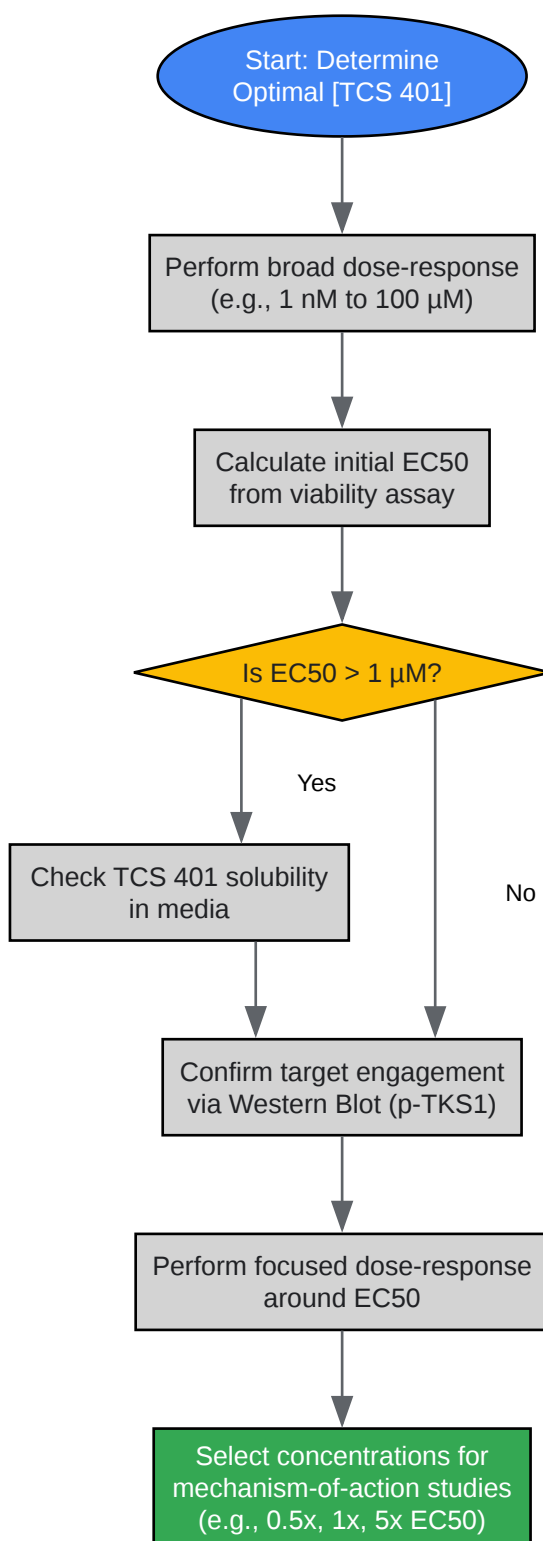 Start: Determine
Optimal [TCS 401]
Perform broad dose-response
(e.g., 1 nM to 100 µM)
Calculate initial EC50
from viability assay
Is EC50 > 1 µM?
Yes
Check TCS 401 solubility
in media
No
Confirm target engagement
via Western Blot (p-TKS1)
Perform focused dose-response
around EC50
Select concentrations for
mechanism-of-action studies
(e.g., 0.5x, 1x, 5x EC50)